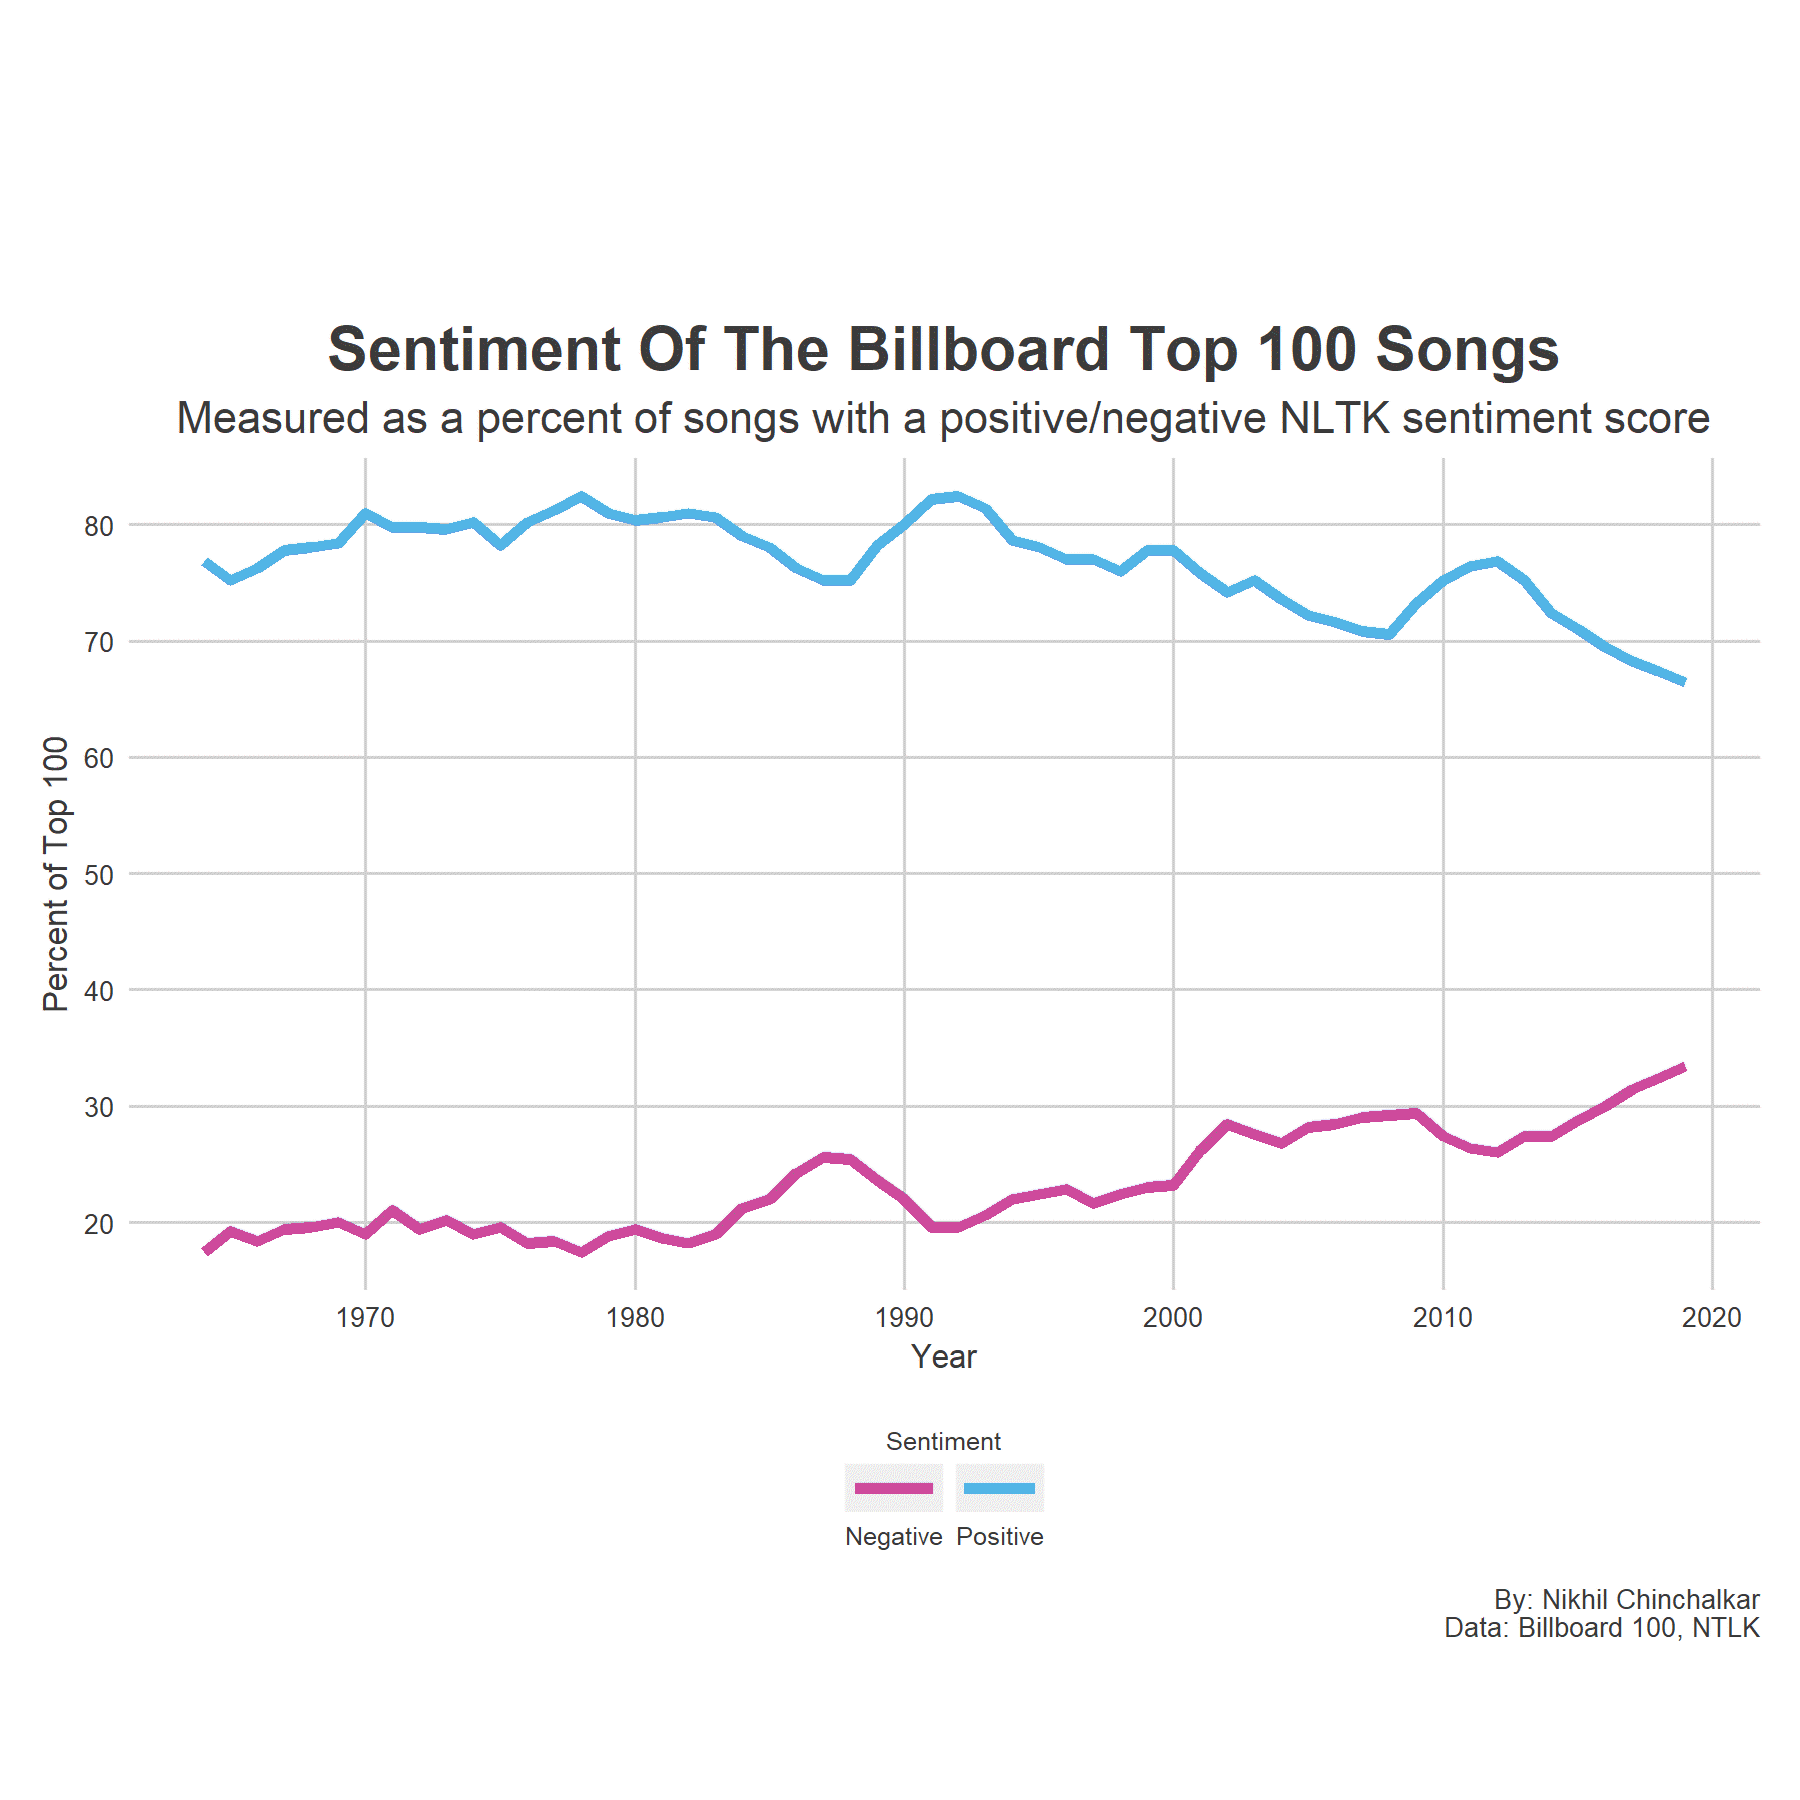 Sentiment Of The Billboard Top 100 Songs
Measured as a percent of songs with a positive/negative NLTK sentiment score
80
70
60
50
40
30
20
Percent of Top 100
1970 1980 1990 2000 2010 2020
Year
Sentiment
Negative Positive
By: Nikhil Chinchalkar
Data: Billboard 100, NTLK